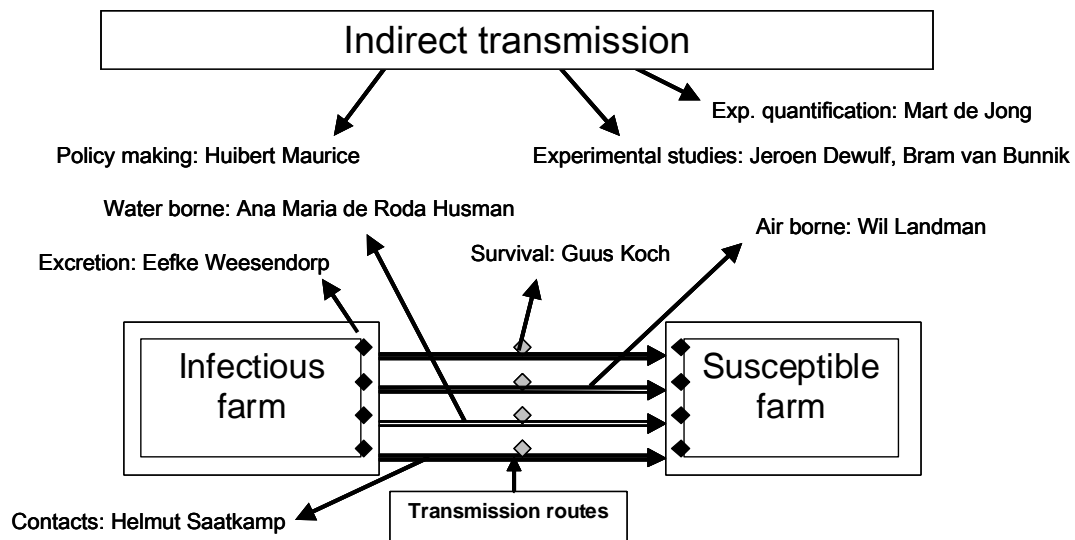 Indirect transmission
Exp. quantification: Mart de Jong
Policy making: Huibert Maurice
Experimental studies: Jeroen Dewulf, Bram van Bunnik
Water borne: Ana Maria de Roda Husman
Air borne: Wil Landman
Excretion: Eefke Weesendorp
Survival: Guus Koch
Infectious
farm
Susceptible
farm
Transmission routes
Contacts: Helmut Saatkamp